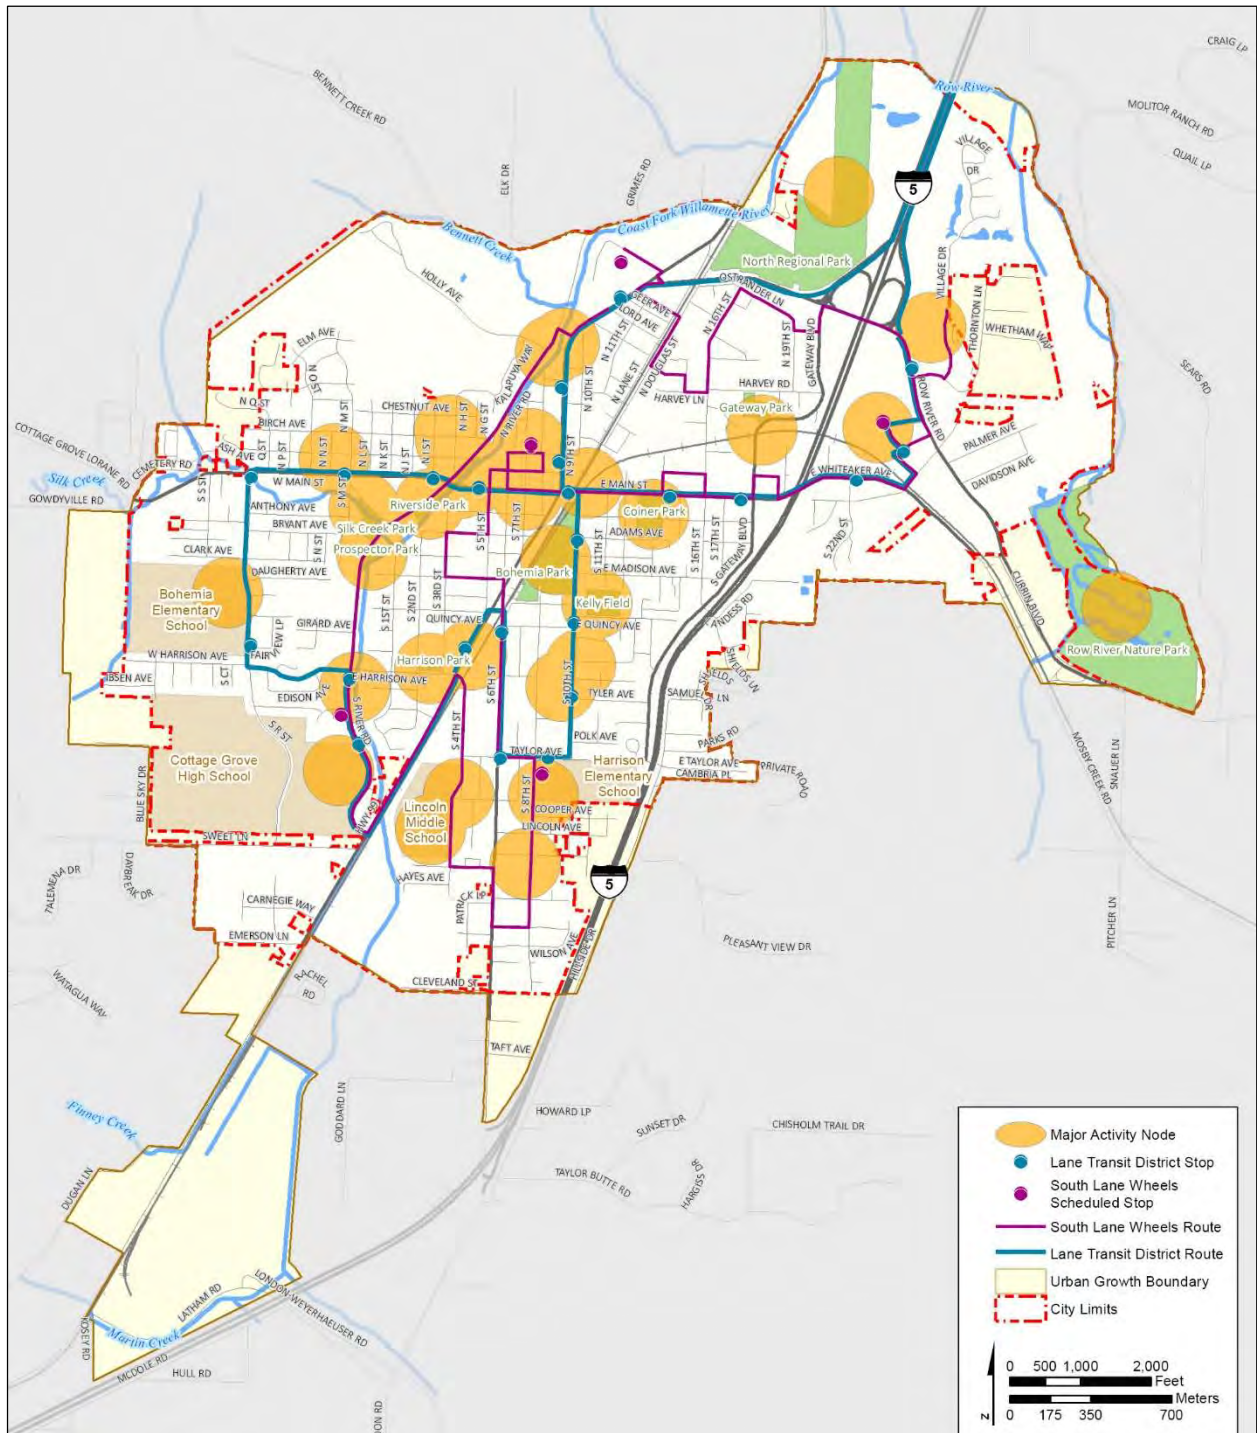 CRAIG LP
BENNETT CREEK RD
Row River
MOLITOR RANCH RD
QUAIL LP
VILLAGE
DR
ELK DR
GRIMES RD
5
Coast Fork Willamette River
Bennett Creek
North Regional Park
VILLAGE DR
HOLLY AVE
OSTRANDER LN
DEER AVE
LORD AVE
N 11TH ST
N 16TH ST
THORNTON LN
WHETHAM WAY
ELM AVE
KALAPUYA WAY
N 10TH ST
N LANE ST
N DOUGLAS ST
N 19TH ST
GATEWAY BLVD
SEARS RD
HARVEY RD
HARVEY LN
ROW RIVER RD
N Q ST
CHESTNUT AVE
N RIVER RD
Gateway Park
BIRCH AVE
N M ST
N H ST
N G ST
COTTAGE GROVE LORANE RD
CEMETERY RD
ASH AVE
Q ST
N P ST
N N ST
N L ST
N K ST
N J ST
N I ST
N 9TH ST
PALMER AVE
DAVIDSON AVE
E WHITEAKER AVE
Silk Creek
GOWDYVILLE RD
S S ST
W MAIN ST
S M ST
E MAIN ST
Riverside Park
Coiner Park
ANTHONY AVE
BRYANT AVE
Silk Creek Park
S 5TH ST
S 7TH ST
ADAMS AVE
S 11TH ST
S 16TH ST
S 17TH ST
S GATEWAY BLVD
S 22ND ST
CLARK AVE
S N ST
Prospector Park
DAUGHERTY AVE
Bohemia Park
E MADISON AVE
Bohemia
Elementary
School
S 1ST ST
S 2ND ST
S 3RD ST
Kelly Field
LANDESS RD
CURRIN BLVD
GIRARD AVE
QUINCY AVE
E QUINCY AVE
FAIRVIEW LP
W HARRISON AVE
Harrison Park
Row River Nature Park
SHIELDS LN
IBSEN AVE
S CT
E HARRISON AVE
EDISON AVE
S 6TH ST
S 10TH ST
TYLER AVE
SAMUEL LN
S R ST
S RIVER RD
S 4TH ST
POLK AVE
PARKS RD
MOSBY CREEK RD
SNAUER LN
TAYLOR AVE
Harrison
Elementary
School
E TAYLOR AVE
CAMBRIA PL
PRIVATE ROAD
Cottage Grove
High School
BLUE SKY DR
HWY 99
Lincoln
Middle
School
S 8TH ST
COOPER AVE
LINCOLN AVE
SWEET LN
TALEMENA DR
DAYBREAK DR
HAYES AVE
PATRICK LP
5
CARNEGIE WAY
EMERSON LN
WILSON AVE
HILLSIDE DR
PLEASANT VIEW DR
PITCHER LN
WATAGUA WAY
RACHEL
RD
CLEVELAND ST
TAFT AVE
GODDARD LN
Finney Creek
HOWARD LP
SUNSET DR
CHISHOLM TRAIL DR
TAYLOR BUTTE RD
HARGISS DR
DUGAN LN
LATHAM RD
LONDON-WEYERHAEUSER RD
Martin Creek
KOSEY RD
MCDOLE RD
HULL RD
Major Activity Node
Lane Transit District Stop
South Lane Wheels
Scheduled Stop
South Lane Wheels Route
Lane Transit District Route
Urban Growth Boundary
City Limits
0 500 1,000 2,000
Feet
Meters
0 175 350 700
N